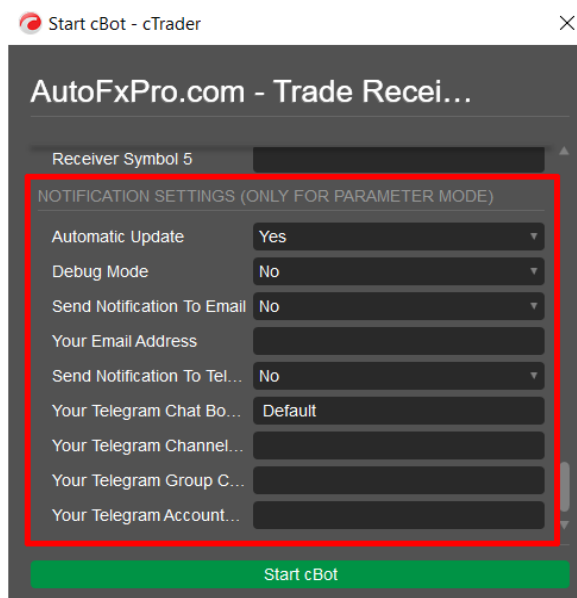 Start cBot - cTrader
AutoFxPro.com - Trade Recei...
Receiver Symbol 5
NOTIFICATION SETTINGS (ONLY FOR PARAMETER MODE)
Automatic Update Yes
Debug Mode No
Send Notification To Email No
Your Email Address
Send Notification To Tel... No
Your Telegram Chat Bo... Default
Your Telegram Channel...
Your Telegram Group C...
Your Telegram Account...
Start cBot